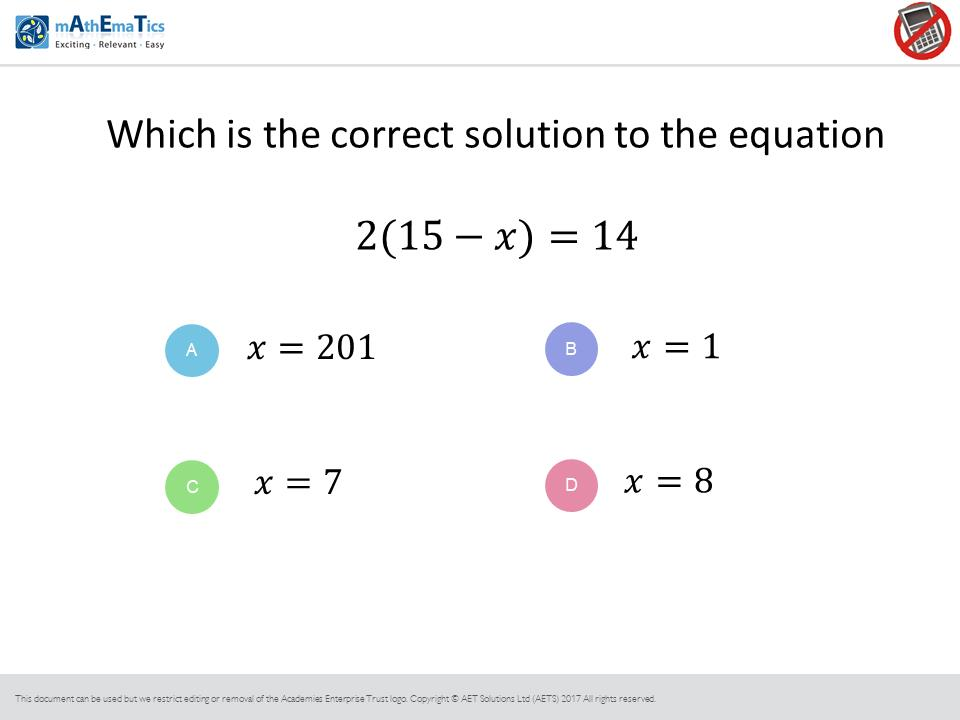 mAthEmaTics
Exciting · Relevant · Easy
Which is the correct solution to the equation
2(15 − x) = 14
A x = 201
B x = 1
C x = 7
D x = 8
This document can be used but we restrict editing or removal of the Academies Enterprise Trust logo. Copyright © AET Solutions Ltd (AETS) 2017 All rights reserved.